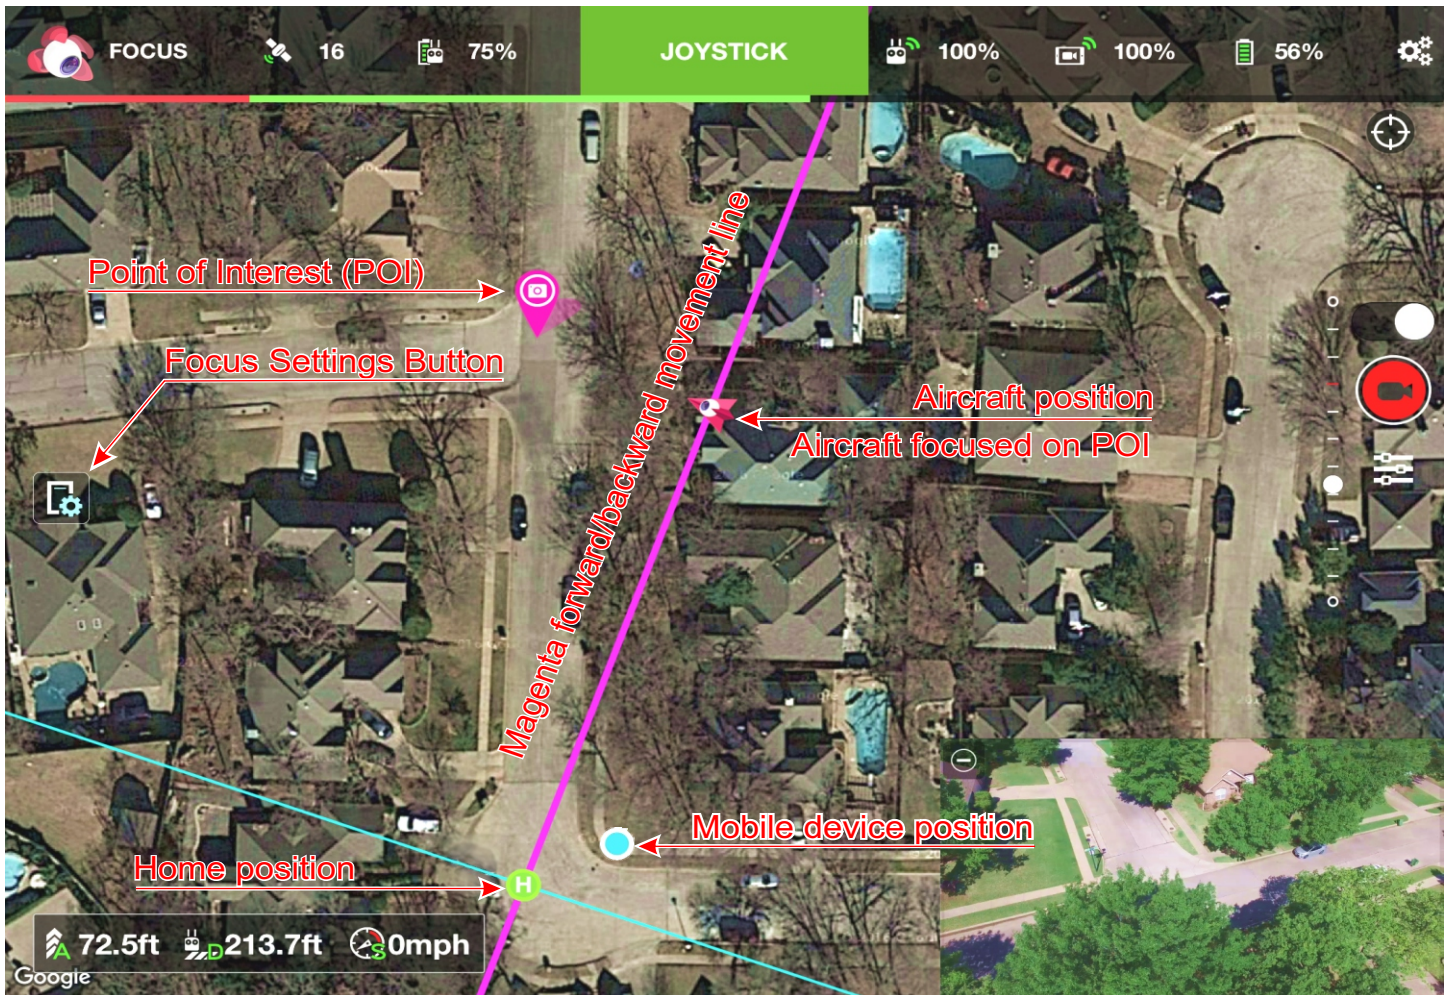 FOCUS
16
75%
JOYSTICK
100%
100%
56%
Point of Interest (POI)
Focus Settings Button
Magenta forward/backward movement line
Aircraft position
Aircraft focused on POI
Mobile device position
Home position
H
A 72.5ft
D 213.7ft
S 0mph
Google